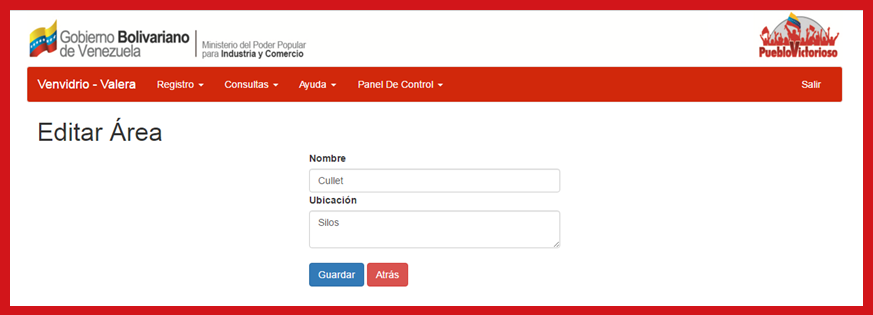 Gobierno Bolivariano
de Venezuela
Ministerio del Poder Popular
para Industria y Comercio
PuebloVictorioso
Venvidrio - Valera Registro Consultas Ayuda Panel De Control Salir
Editar Área
Nombre
Cullet
Ubicación
Silos
Guardar Atrás